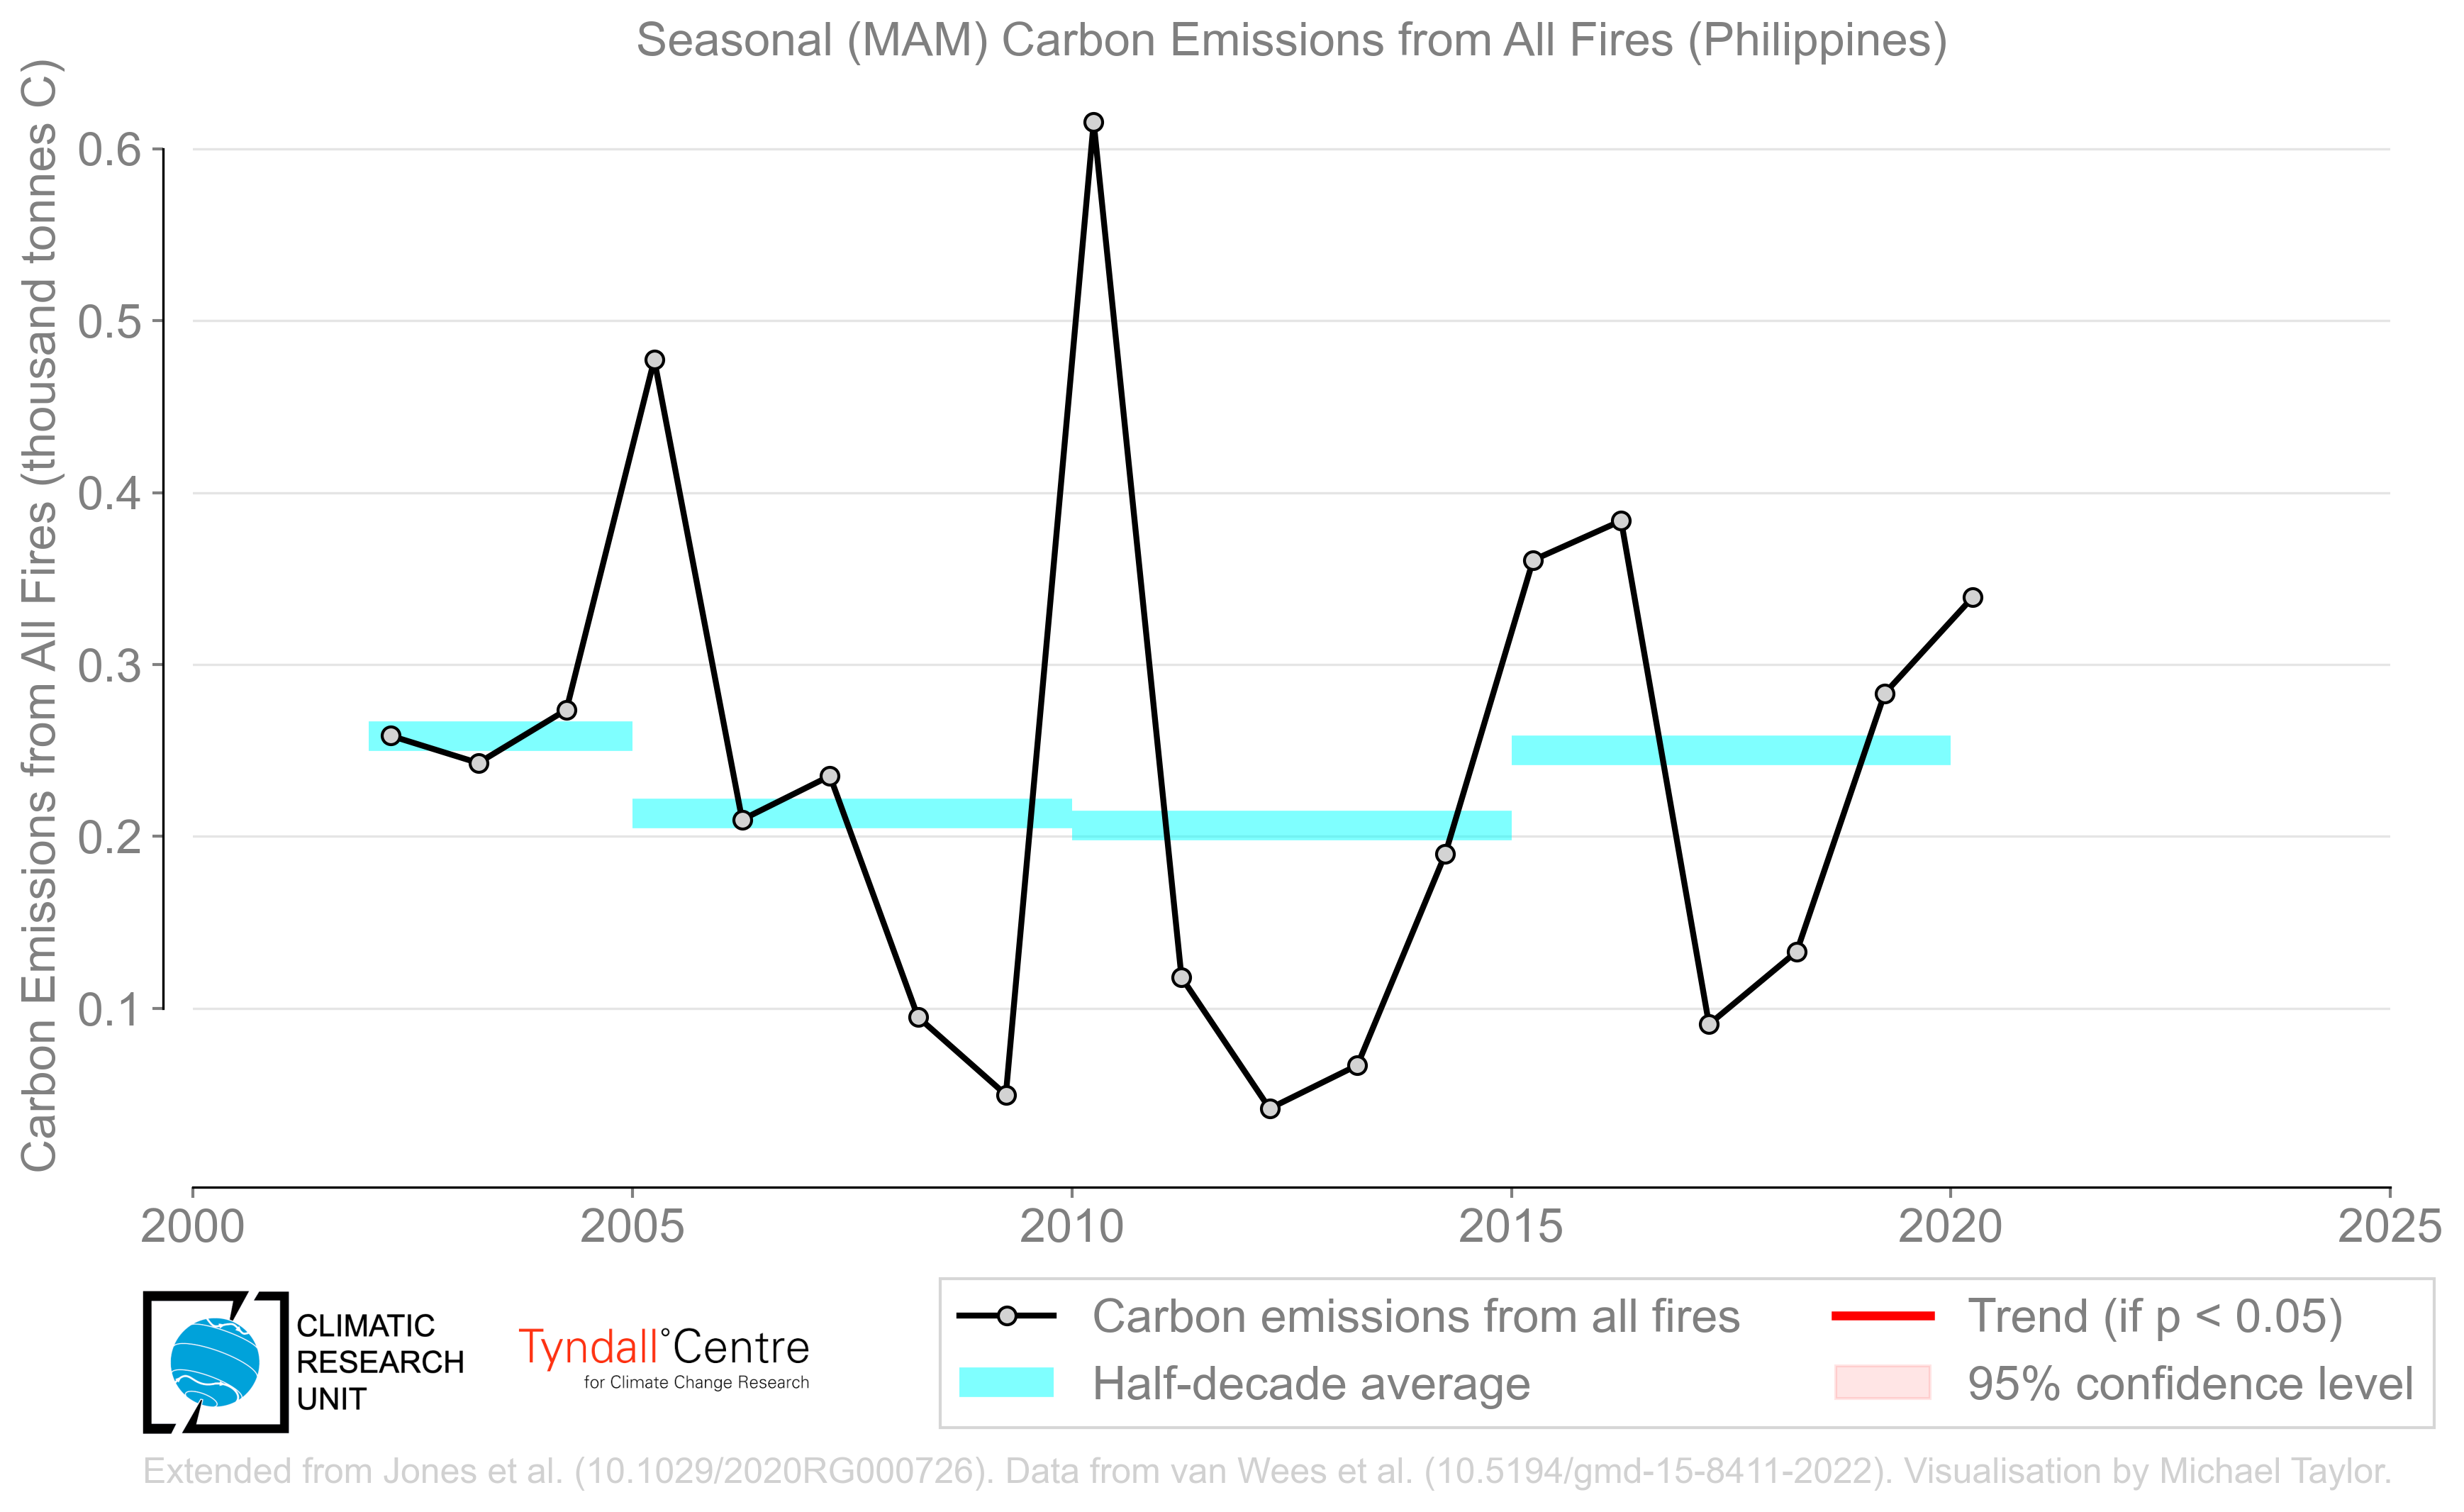 Seasonal (MAM) Carbon Emissions from All Fires (Philippines)
Carbon Emissions from All Fires (thousand tonnes C)
0.6
0.5
0.4
0.3
0.2
0.1
2000
2005
2010
2015
2020
2025
CLIMATIC
RESEARCH
UNIT
Tyndall°Centre
for Climate Change Research
Carbon emissions from all fires
Half-decade average
Trend (if p < 0.05)
95% confidence level
Extended from Jones et al. (10.1029/2020RG000726). Data from van Wees et al. (10.5194/gmd-15-8411-2022). Visualisation by Michael Taylor.